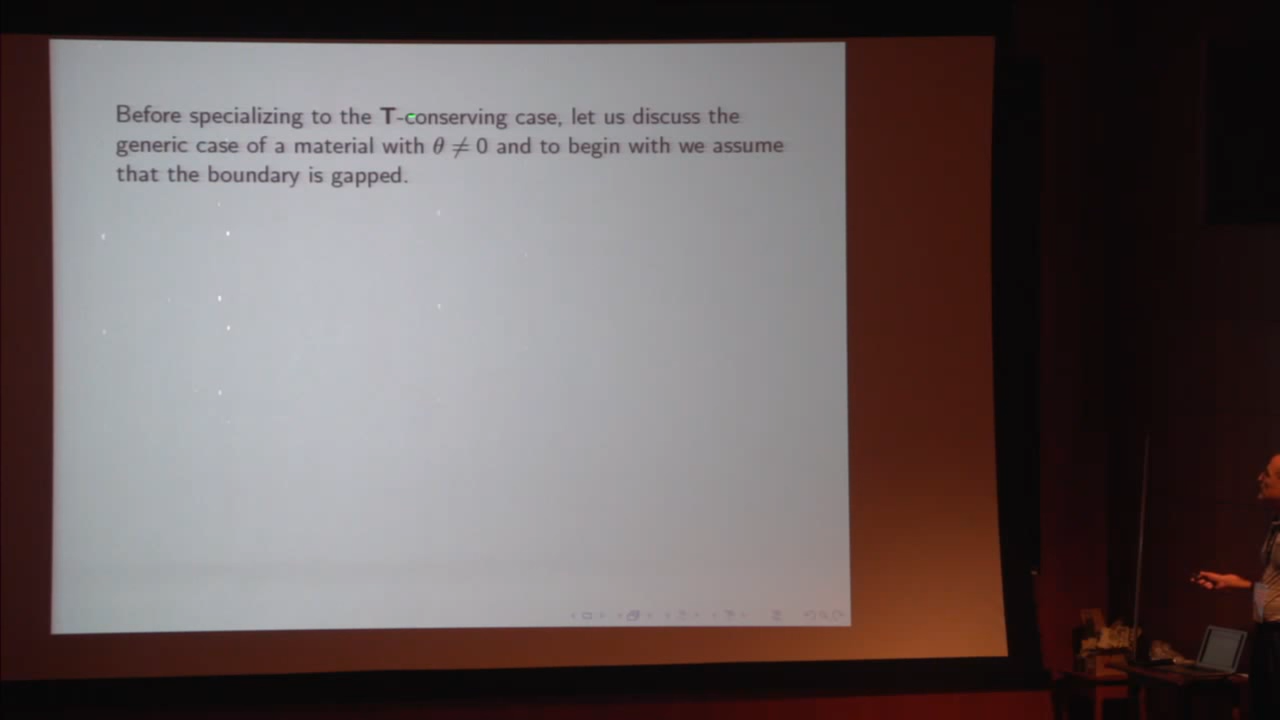 Before specializing to the T-conserving case, let us discuss the
generic case of a material with θ ≠ 0 and to begin with we assume
that the boundary is gapped.